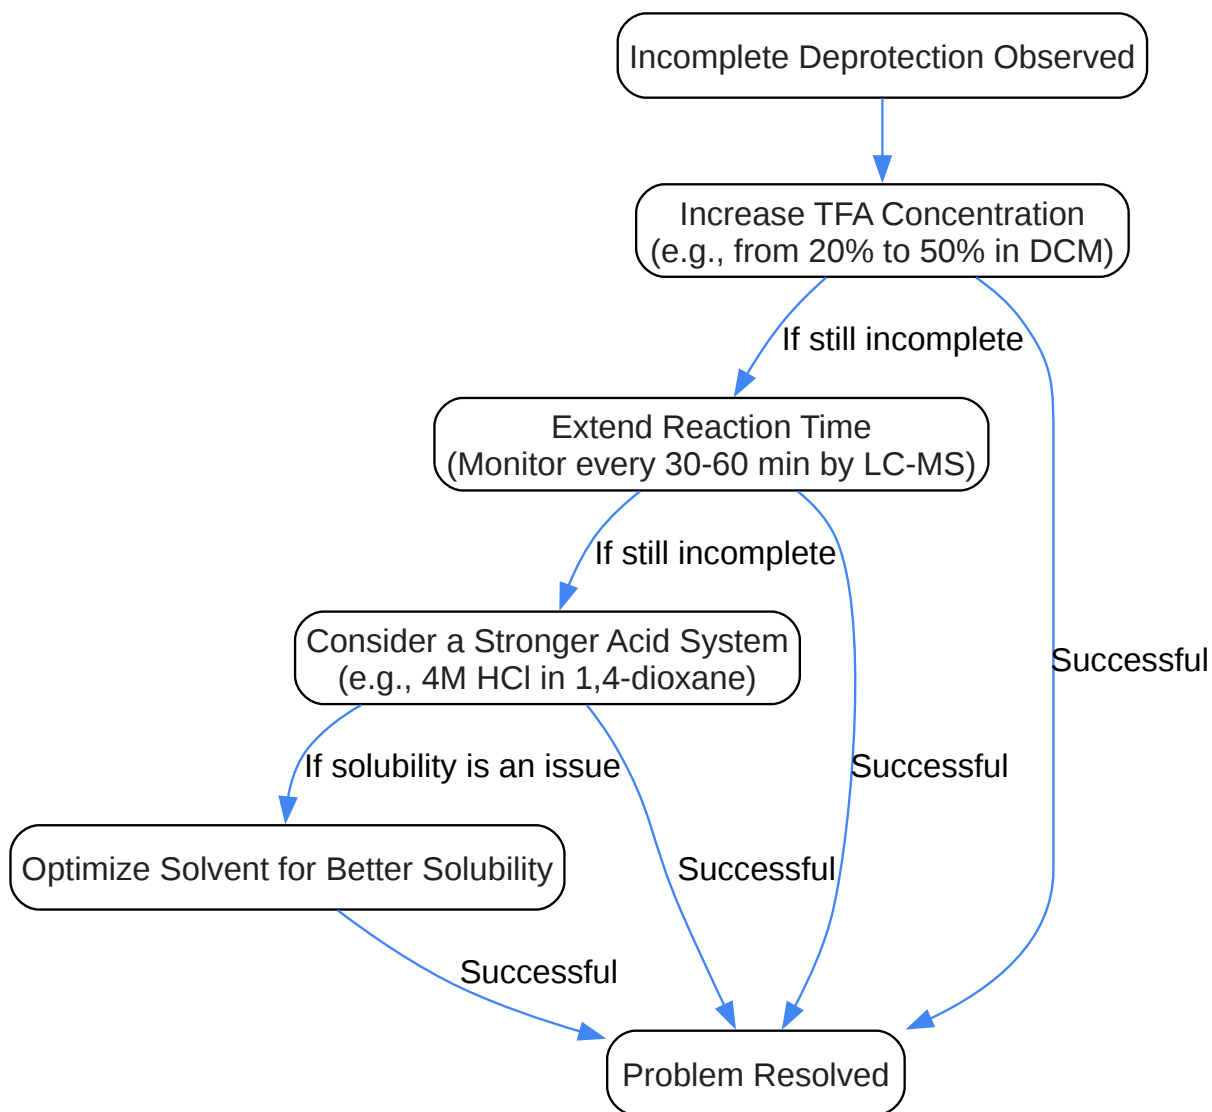 Incomplete Deprotection Observed
Increase TFA Concentration
(e.g., from 20% to 50% in DCM)
If still incomplete
Extend Reaction Time
(Monitor every 30-60 min by LC-MS)
If still incomplete
Consider a Stronger Acid System
(e.g., 4M HCl in 1,4-dioxane)
Successful
If solubility is an issue
Successful
Optimize Solvent for Better Solubility
Successful
Successful
Problem Resolved